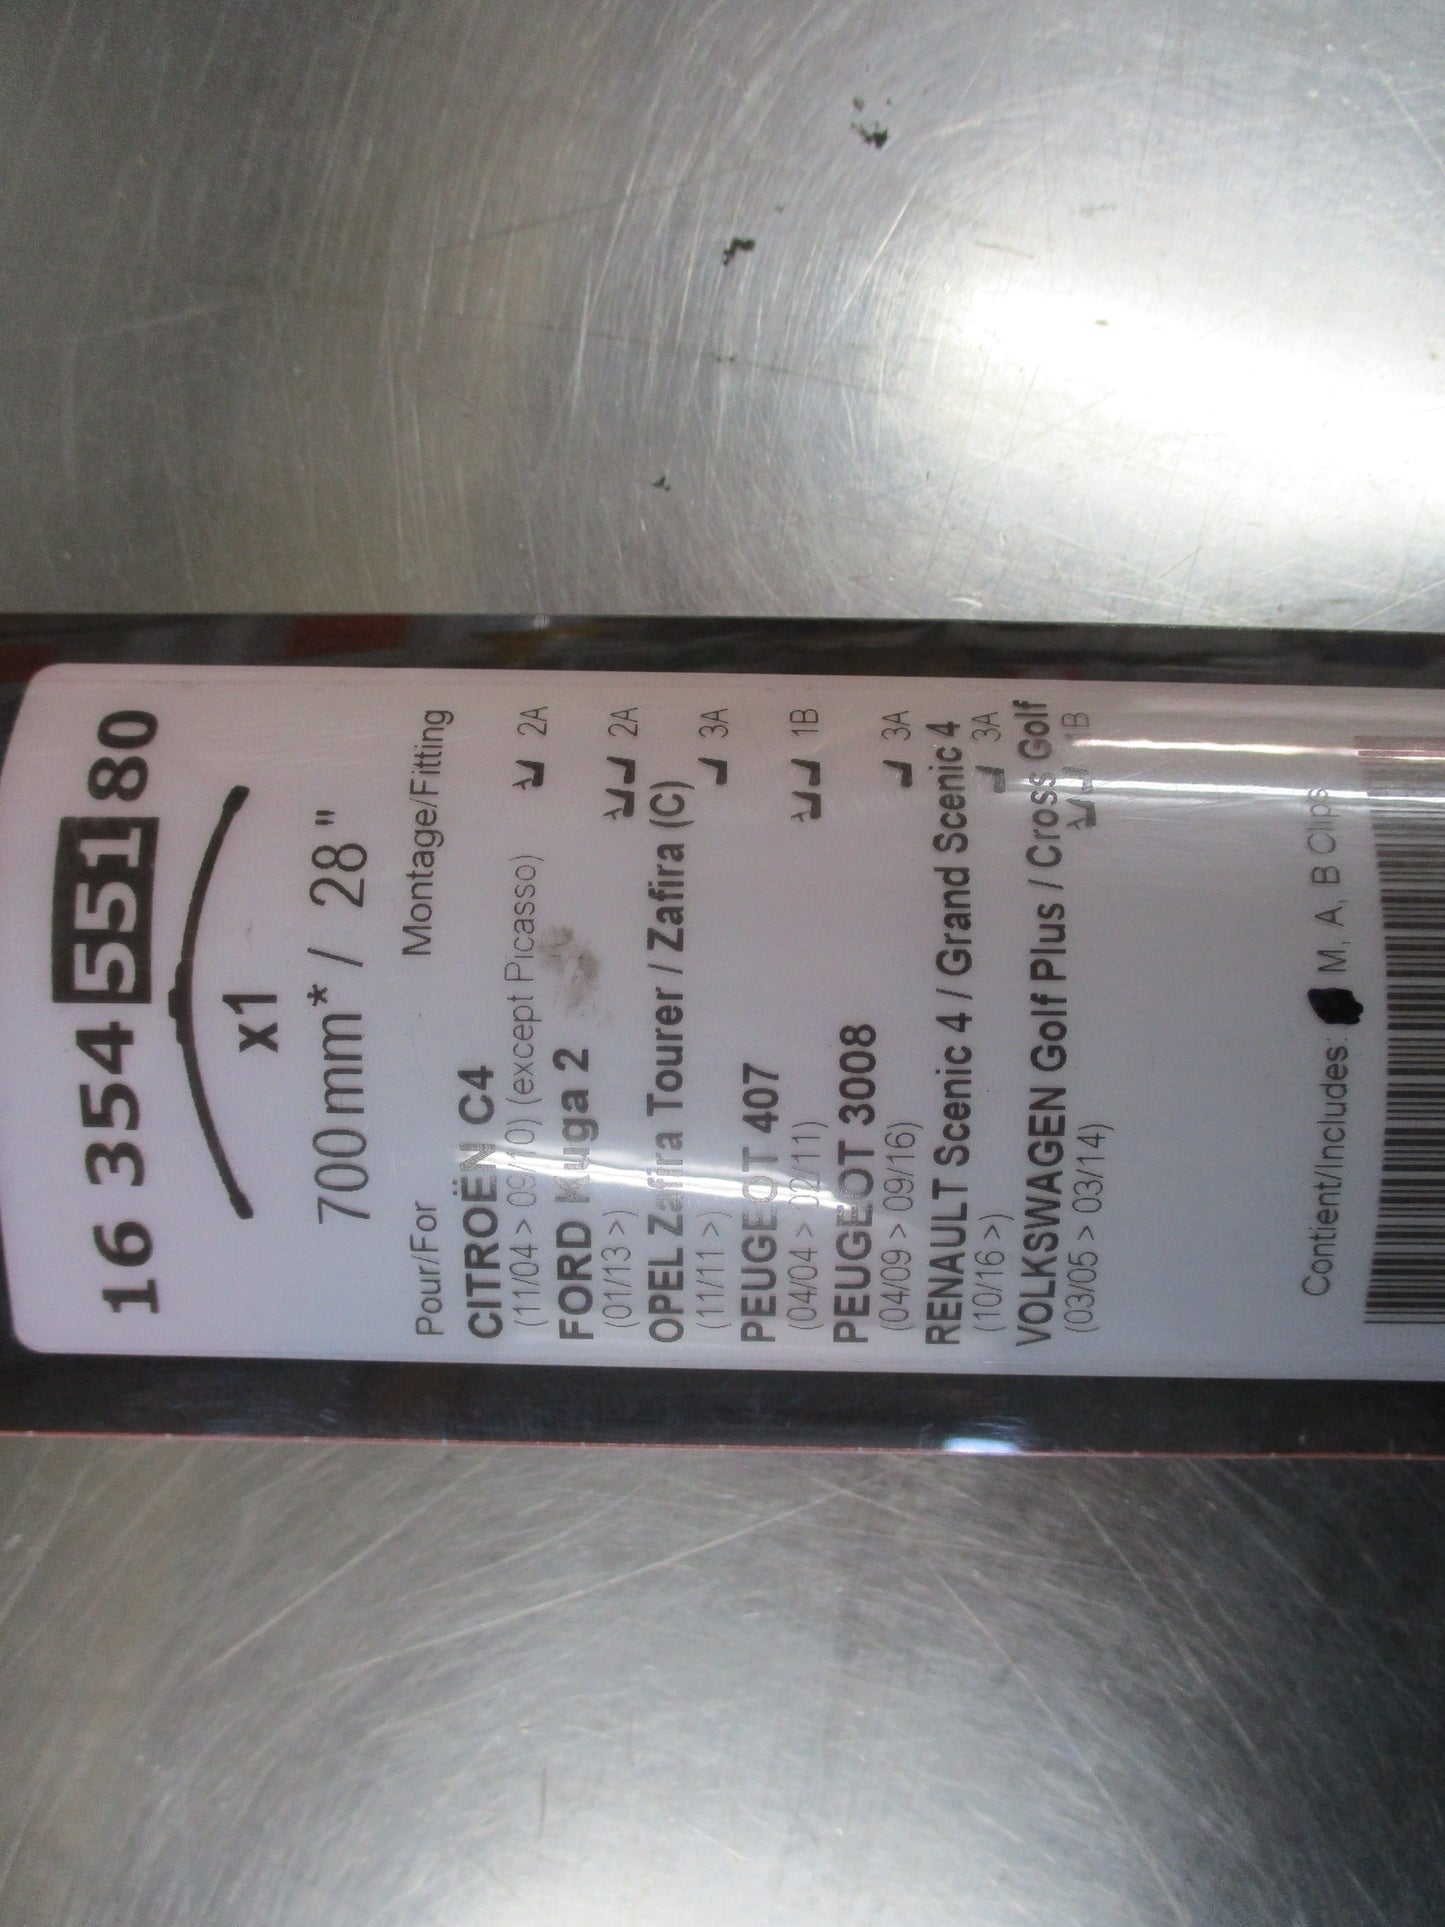 16 354 551 80
x1
700 mm* / 28"
Pour/For Montage/Fitting
CITROËN C4
(11/04 > 09/10) (except Picasso) 2A
FORD Kuga 2
(01/13 >) 2A
OPEL Zafira Tourer / Zafira (C)
(11/11 >) 3A
PEUGEOT 407
(04/04 > 02/11) 1B
PEUGEOT 3008
(04/09 > 09/16) 3A
RENAULT Scenic 4 / Grand Scenic 4
(10/16 >) 3A
VOLKSWAGEN Golf Plus / Cross Golf
(03/05 > 03/14) 1B
Contient/Includes: M, A, B Clips